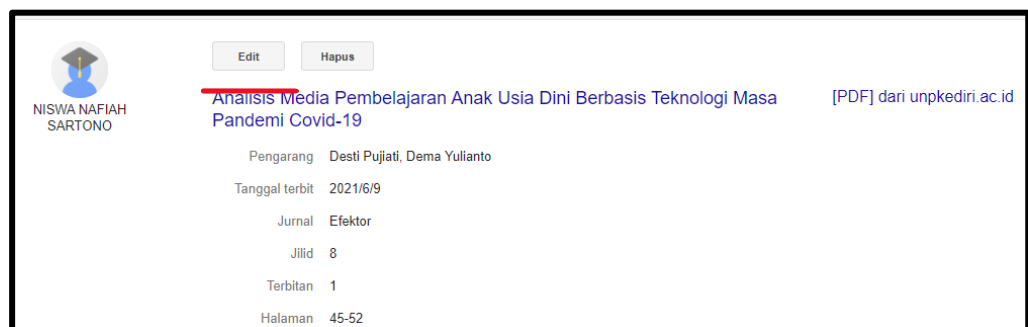 Edit Hapus
NISWA NAFIAH
SARTONO
Analisis Media Pembelajaran Anak Usia Dini Berbasis Teknologi Masa
Pandemi Covid-19
[PDF] dari unpkediri.ac.id
Pengarang Desti Pujiati, Dema Yulianto
Tanggal terbit 2021/6/9
Jurnal Efektor
Jilid 8
Terbitan 1
Halaman 45-52